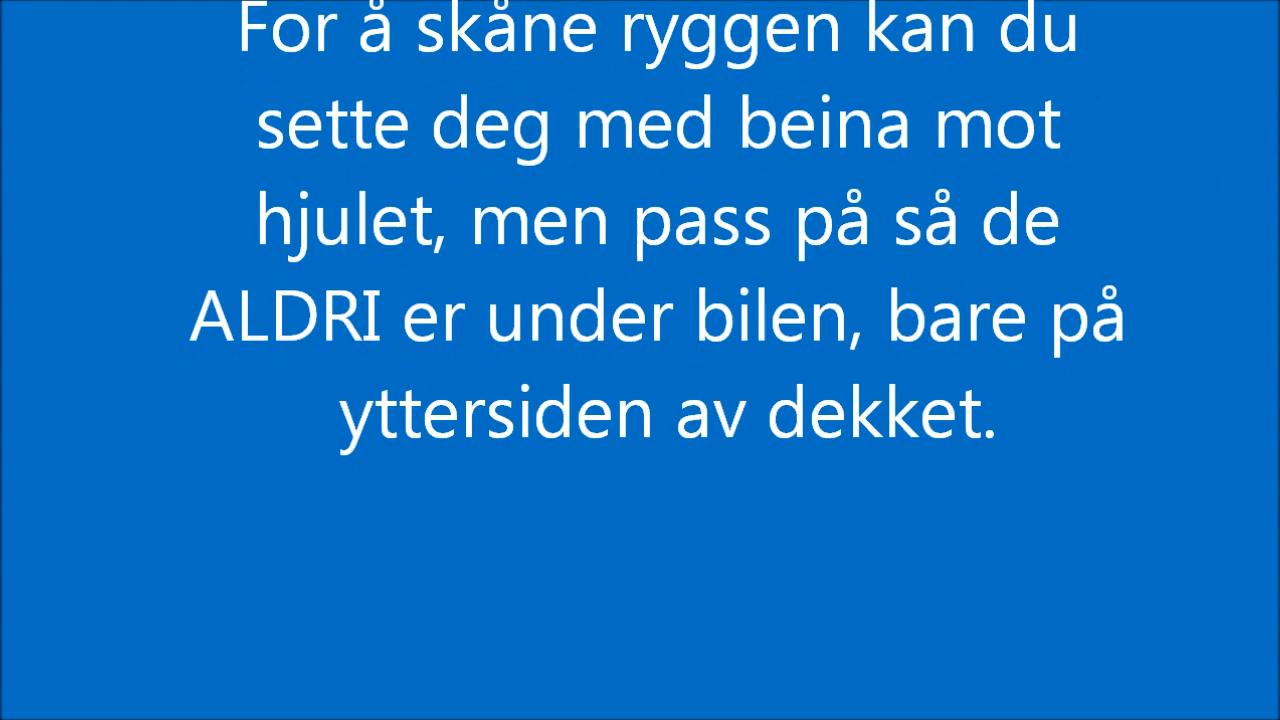 For å skåne ryggen kan du
sette deg med beina mot
hjulet, men pass på så de
ALDRI er under bilen, bare på
yttersiden av dekket.